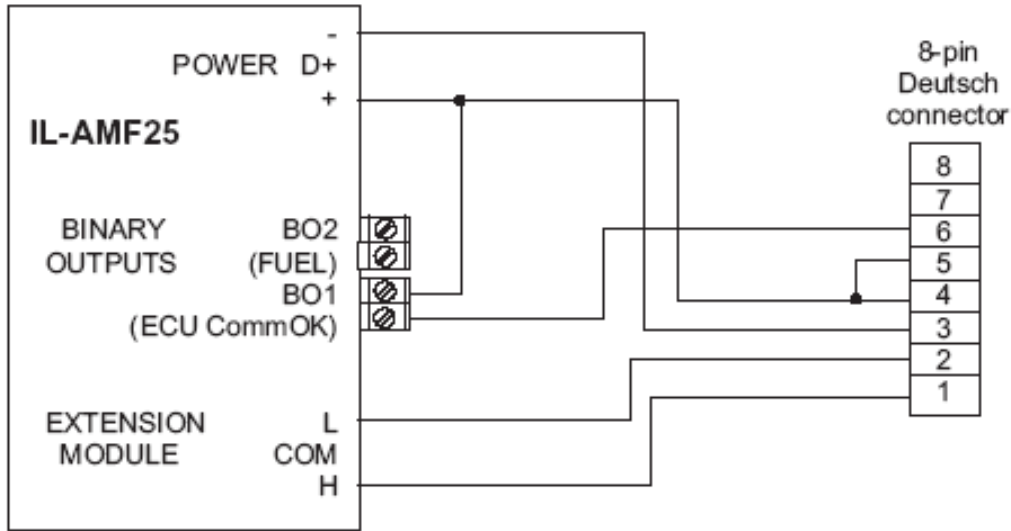 -
POWER D+
+
IL-AMF25
BINARY BO2
OUTPUTS (FUEL)
BO1
(ECU CommOK)
EXTENSION L
MODULE COM
H
8-pin
Deutsch
connector
8
7
6
5
4
3
2
1